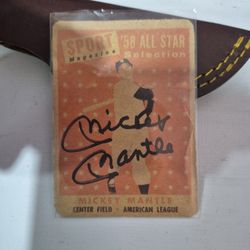 SPORT
Magazine
'58 ALL STAR
Selection
Mickey
Mantle
MICKEY MANTLE
CENTER FIELD - AMERICAN LEAGUE